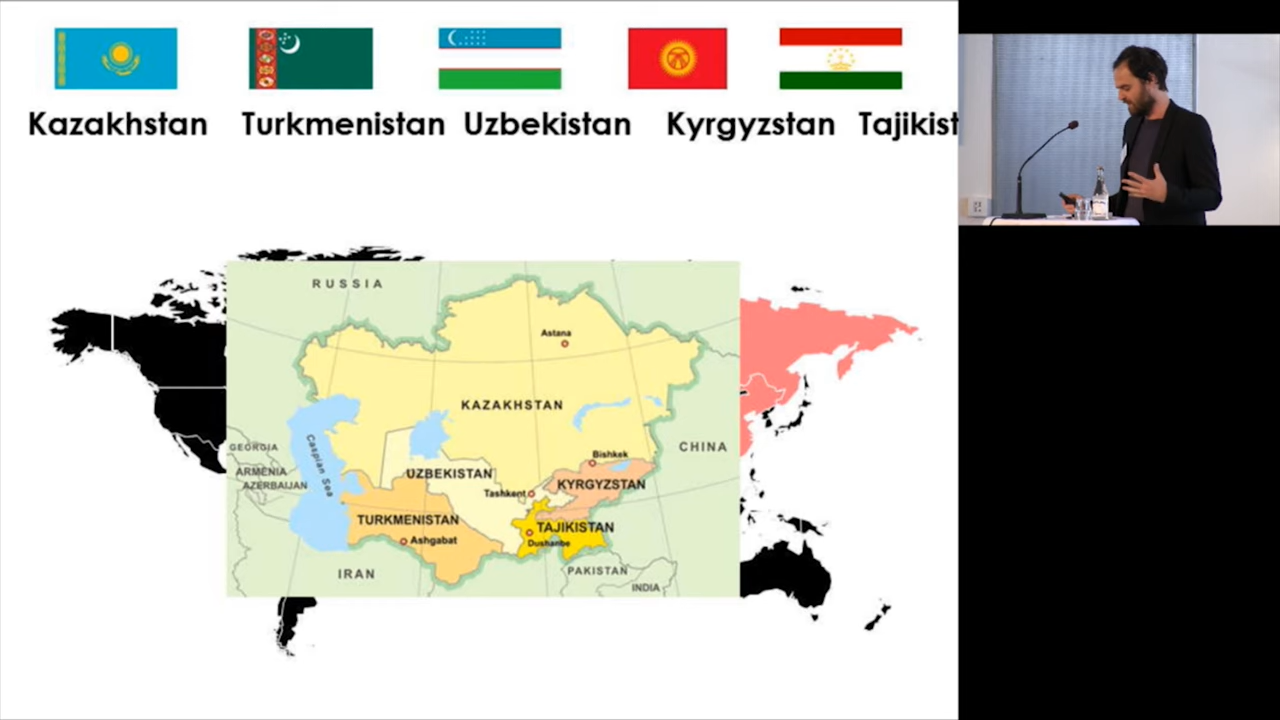 Kazakhstan
Turkmenistan
Uzbekistan
Kyrgyzstan
Tajikist
RUSSIA
Astana
KAZAKHSTAN
Caspian Sea
GEORGIA
ARMENIA
AZERBAIJAN
CHINA
Bishkek
UZBEKISTAN
KYRGYZSTAN
Tashkent
TURKMENISTAN
TAJIKISTAN
Ashgabat
Dushanbe
IRAN
PAKISTAN
INDIA